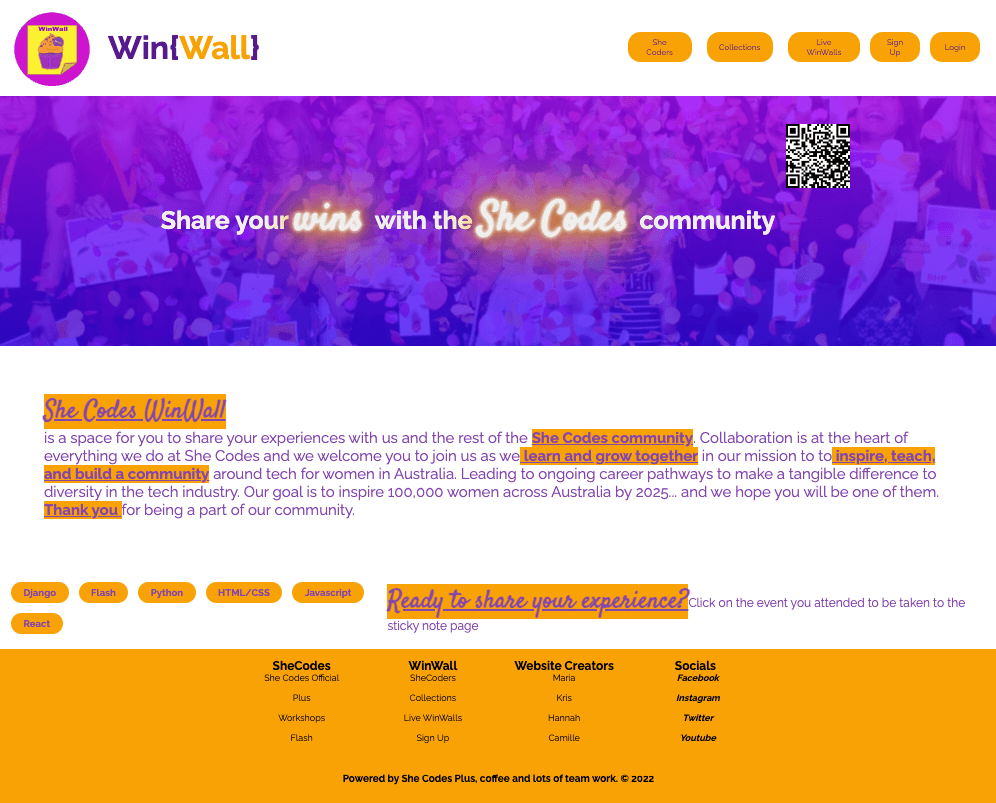 WinWall
Win{Wall}
She
Coders
Collections
Live
WinWalls
Sign
Up
Login
Share your wins with the She Codes community
BHP
She Codes WinWall
is a space for you to share your experiences with us and the rest of the She Codes community. Collaboration is at the heart of
everything we do at She Codes and we welcome you to join us as we learn and grow together in our mission to to inspire, teach,
and build a community around tech for women in Australia. Leading to ongoing career pathways to make a tangible difference to
diversity in the tech industry. Our goal is to inspire 100,000 women across Australia by 2025... and we hope you will be one of them.
Thank you for being a part of our community.
Django Flash Python HTML/CSS Javascript
React
Ready to share your experience?Click on the event you attended to be taken to the
sticky note page
SheCodes WinWall Website Creators Socials
She Codes Official SheCoders Maria Facebook
Plus Collections Kris Instagram
Workshops Live WinWalls Hannah Twitter
Flash Sign Up Camille Youtube
Powered by She Codes Plus, coffee and lots of team work. © 2022